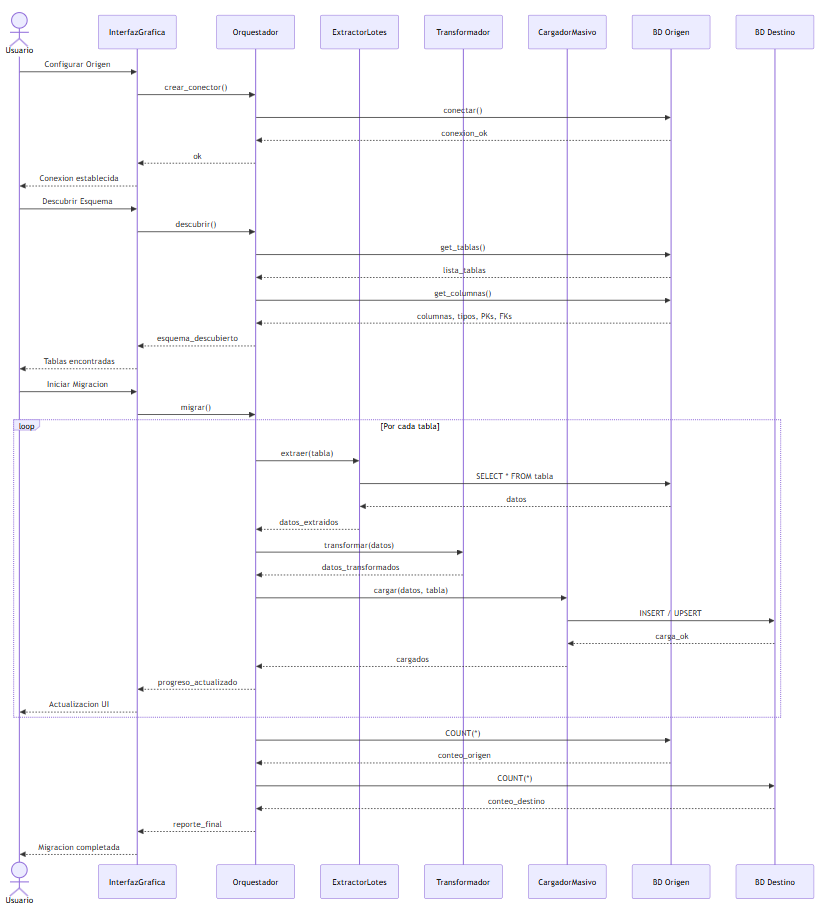 InterfazGrafica
Orquestador
ExtractorLotes
Transformador
CargadorMasivo
BD Origen
BD Destino
Usuario
Configurar Origen
crear_conector()
conectar()
conexion_ok
ok
Conexion establecida
Descubrir Esquema
descubrir()
get_tablas()
lista_tablas
get_columnas()
columnas, tipos, PKs, FKs
esquema_descubierto
Tablas encontradas
Iniciar Migracion
migrar()
loop
[Por cada tabla]
extraer(tabla)
SELECT * FROM tabla
datos
datos_extraidos
transformar(datos)
datos_transformados
cargar(datos, tabla)
INSERT / UPSERT
carga_ok
cargados
progreso_actualizado
Actualizacion UI
COUNT(*)
conteo_origen
COUNT(*)
conteo_destino
reporte_final
Migracion completada
InterfazGrafica
Orquestador
ExtractorLotes
Transformador
CargadorMasivo
BD Origen
BD Destino
Usuario